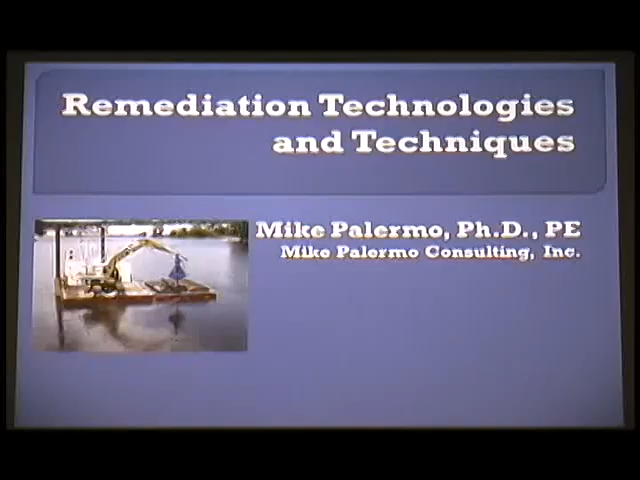 Remediation Technologies
and Techniques
Mike Palermo, Ph.D., PE
Mike Palermo Consulting, Inc.